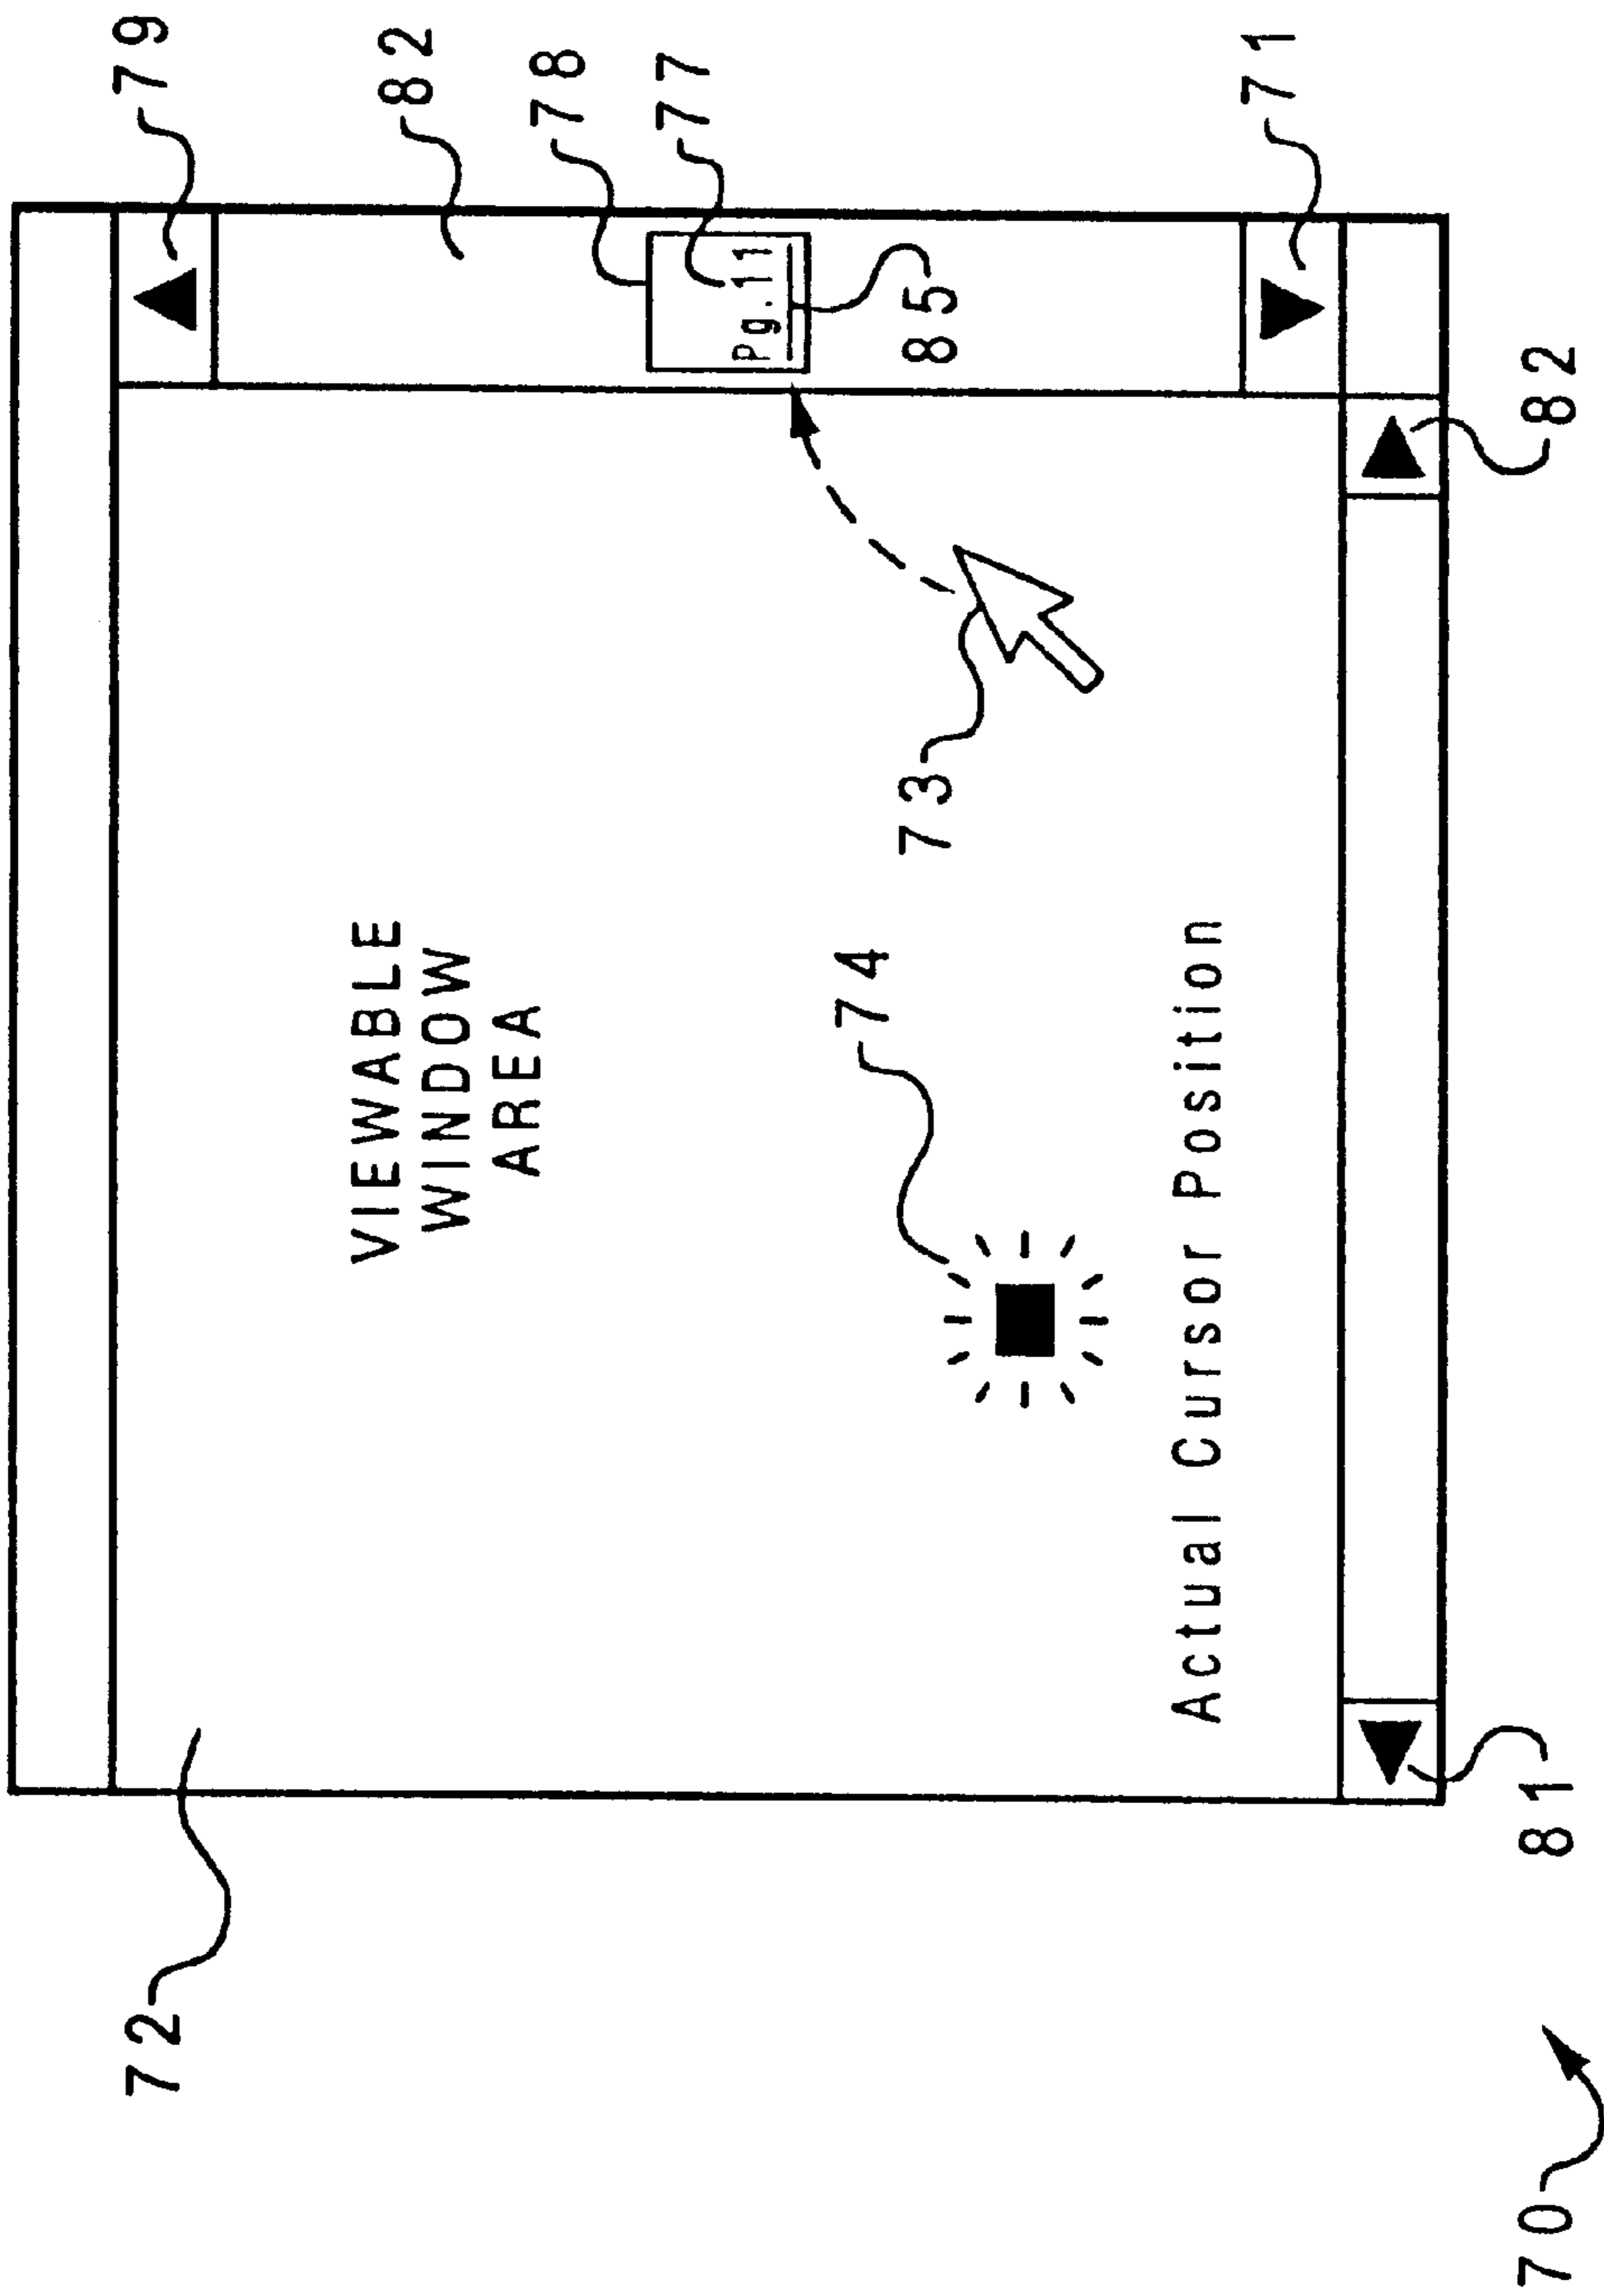 79
82
78
77
Pg.11
85
71
82
73
VIEWABLE
WINDOW
AREA
74
Actual Cursor Position
72
81
70